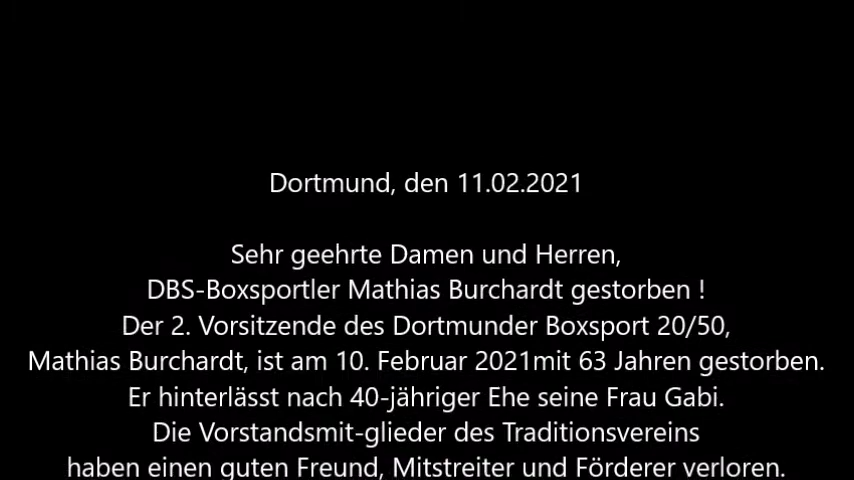 Dortmund, den 11.02.2021
Sehr geehrte Damen und Herren,
DBS-Boxsportler Mathias Burchardt gestorben !
Der 2. Vorsitzende des Dortmunder Boxsport 20/50,
Mathias Burchardt, ist am 10. Februar 2021mit 63 Jahren gestorben.
Er hinterlässt nach 40-jähriger Ehe seine Frau Gabi.
Die Vorstandsmit-glieder des Traditionsvereins
haben einen guten Freund, Mitstreiter und Förderer verloren.